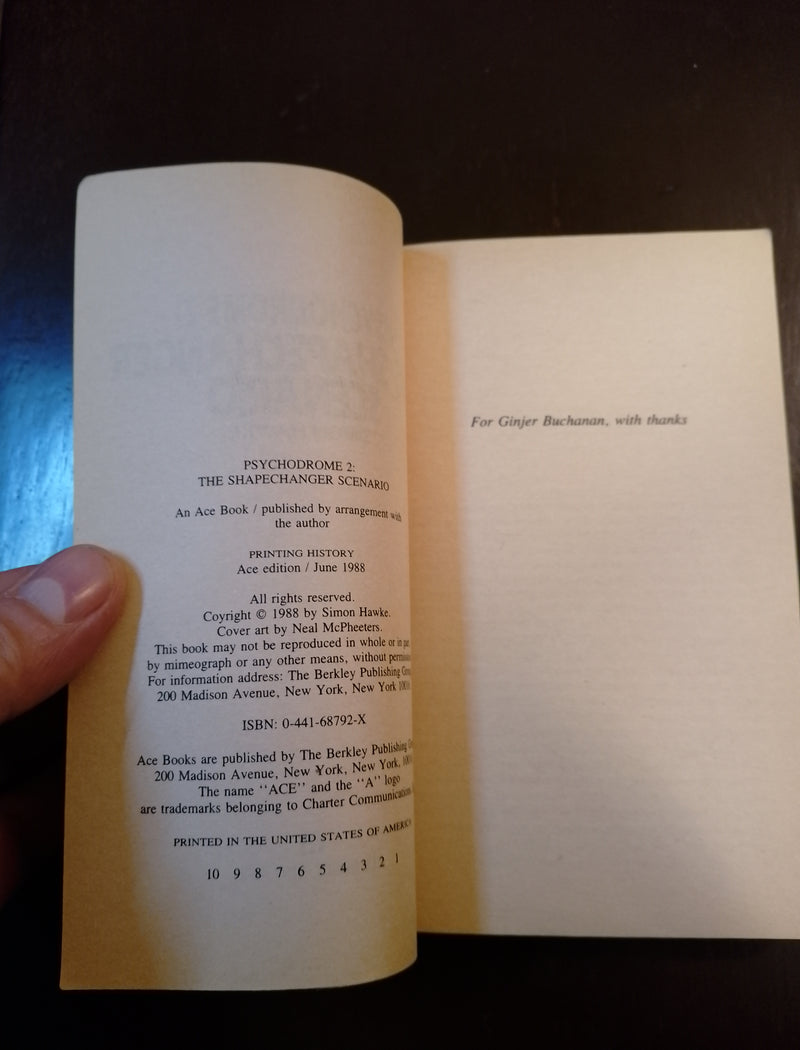 PSYCHODROME 2:
THE SHAPECHANGER SCENARIO
An Ace Book / published by arrangement with
the author
PRINTING HISTORY
Ace edition / June 1988
All rights reserved.
Coyright © 1988 by Simon Hawke.
Cover art by Neal McPheeters.
This book may not be reproduced in whole or in
by mimeograph or any other means, without
For information address: The Berkley Publishing
200 Madison Avenue, New York, New York
ISBN: 0-441-68792-X
Ace Books are published by The Berkley Publishing
200 Madison Avenue, New York, New York,
The name "ACE" and the "A" logo
are trademarks belonging to Charter
PRINTED IN THE UNITED STATES OF
10 9 8 7 6 5 4 3 2 1
For Ginjer Buchanan, with thanks